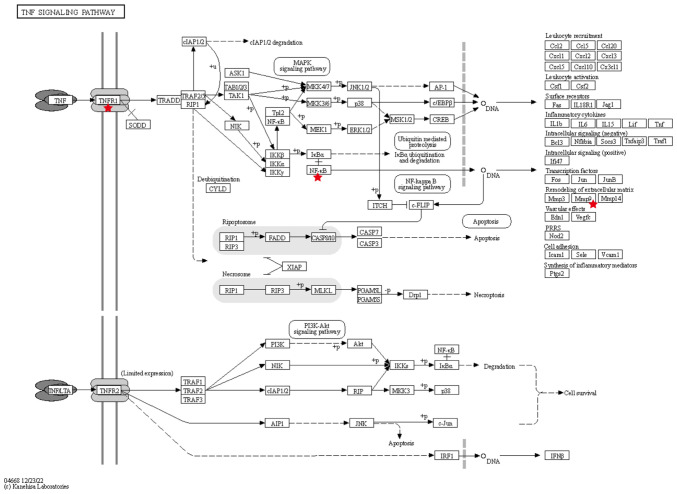 TNF SIGNALING PATHWAY
cIAP1/2
cIAP1/2 degradation
+u
TNF
TNFR1
TRADD
TRAF2/5
RIP1
SODD
ASK1
TAB1/2/3
TAK1
NIK
MAPK
signaling pathway
MKK4/7
MKK3/6
Tpl2
NF-κB
MEK1
JNK1/2
p38
ERK1/2
MSK1/2
AP-1
c/EBPβ
CREB
DNA
+p
IKKβ
IKKα
IKKγ
IκBα
NF-κB
Ubiquitin mediated
proteolysis
IκBα ubiquitination
and degradation
DNA
Deubiquitination
CYLD
NF-kappa B
signaling pathway
ITCH
c-FLIP
Apoptosis
Ripoptosome
RIP1
RIP3
+p
FADD
CASP8/10
CASP7
CASP3
Apoptosis
XIAP
Necrosome
RIP1
RIP3
+p
MLKL
PGAM5L
PGAM5S
-p
Drp1
Necroptosis
Leukocyte recruitment
Ccl2 Ccl5 Ccl20
Cxcl1 Cxcl2 Cxcl3
Cxcl5 Cxcl10 Cx3cl1
Leukocyte activation
Csf1 Csf2
Surface receptors
Fas IL18R1 Jag1
Inflammatory cytokines
IL1b IL6 IL15 Lif Tnf
Intracellular signaling (negative)
Bcl3 Nfkbia Socs3 Tnfaip3 Traf1
Intracellular signaling (positive)
Ifi47
Transcription factors
Fos Jun JunB
Remodeling of extracellular matrix
Mmp3 Mmp9 Mmp14
Vascular effects
Edn1 Vegfc
PRRS
Nod2
Cell adhesion
Icam1 Sele Vcam1
Synthesis of inflammatory mediators
Ptgs2
PI3K-Akt
signaling pathway
PI3K
+p
Akt
+p
NIK
+p
IKKα
+p
NF-κB
IκBα
Degradation
(Limited expression)
TNFR2
TRAF1
TRAF2
TRAF3
cIAP1/2
RIP
MKK3
+p
p38
Cell survival
AIP1
JNK
+p
c-Jun
Apoptosis
IRF1
DNA
IFNβ
04668 12/23/22
(c) Kanehisa Laboratories